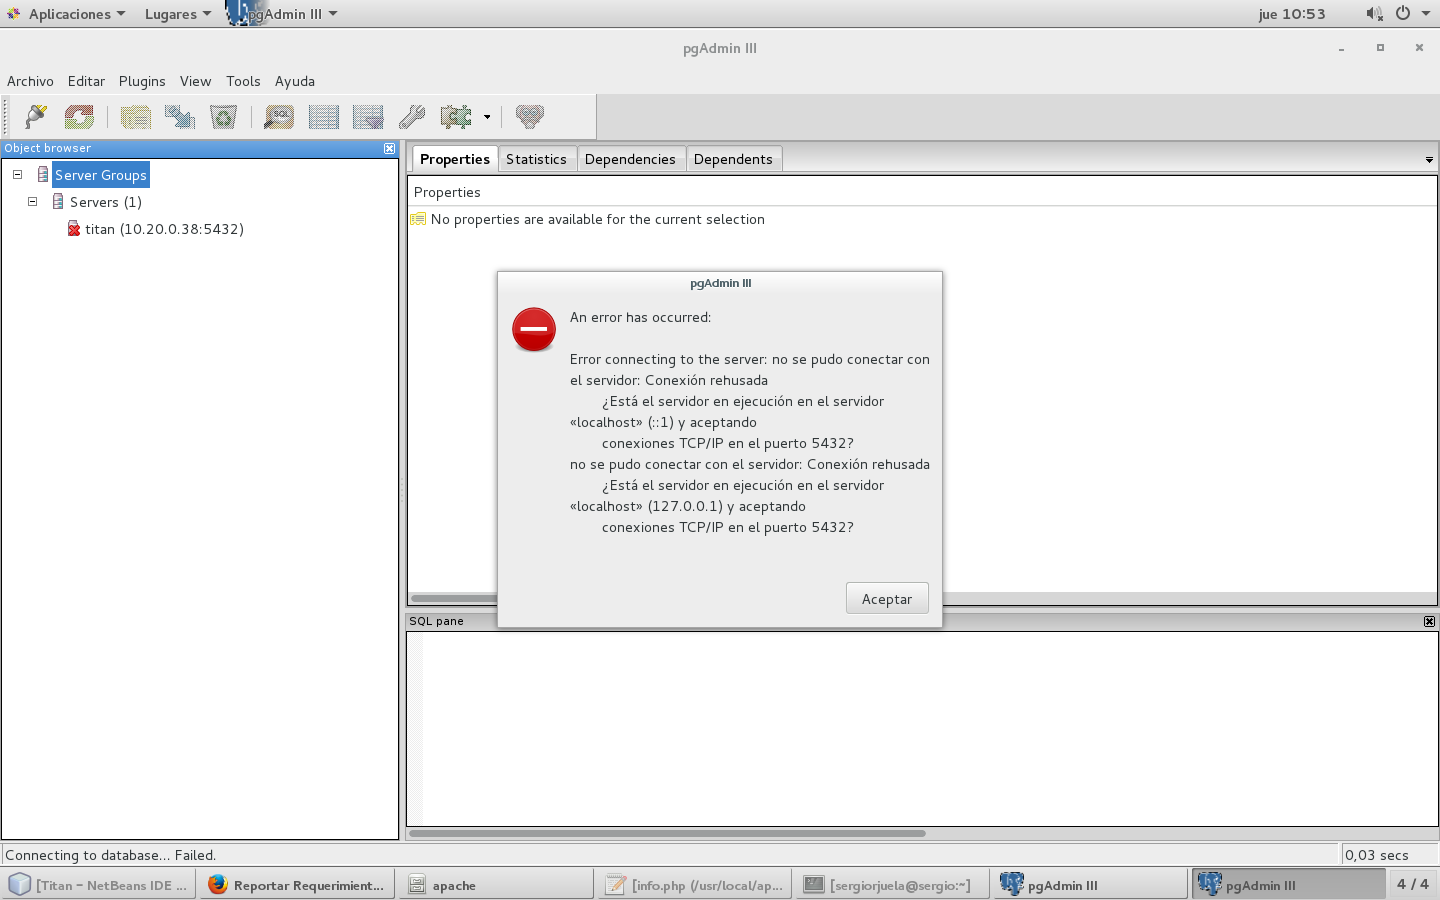 Aplicaciones Lugares pgAdmin III jue 10:53
pgAdmin III
Archivo Editar Plugins View Tools Ayuda
SQL
Object browser
Server Groups
Servers (1)
titan (10.20.0.38:5432)
Properties Statistics Dependencies Dependents
Properties
No properties are available for the current selection
pgAdmin III
An error has occurred:
Error connecting to the server: no se pudo conectar con
el servidor: Conexión rehusada
¿Está el servidor en ejecución en el servidor
«localhost» (::1) y aceptando
conexiones TCP/IP en el puerto 5432?
no se pudo conectar con el servidor: Conexión rehusada
¿Está el servidor en ejecución en el servidor
«localhost» (127.0.0.1) y aceptando
conexiones TCP/IP en el puerto 5432?
Aceptar
SQL pane
Connecting to database... Failed. 0,03 secs
[Titan – NetBeans IDE ... Reportar Requerimient... apache [info.php (/usr/local/ap... [sergiorjuela@sergio:~] pgAdmin III pgAdmin III 4 / 4